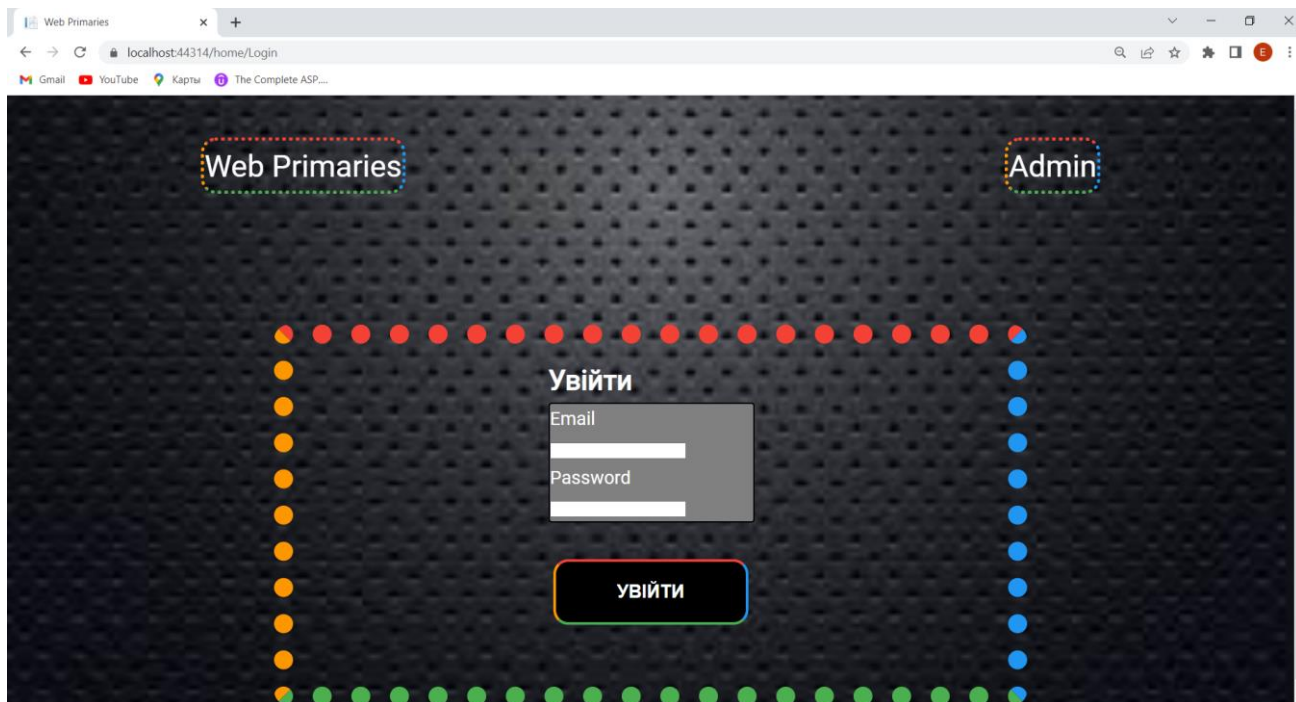 Web Primaries
localhost:44314/home/Login
E
Gmail YouTube Карты The Complete ASP....
Web Primaries Admin
Увійти
Email
Password
УВІЙТИ